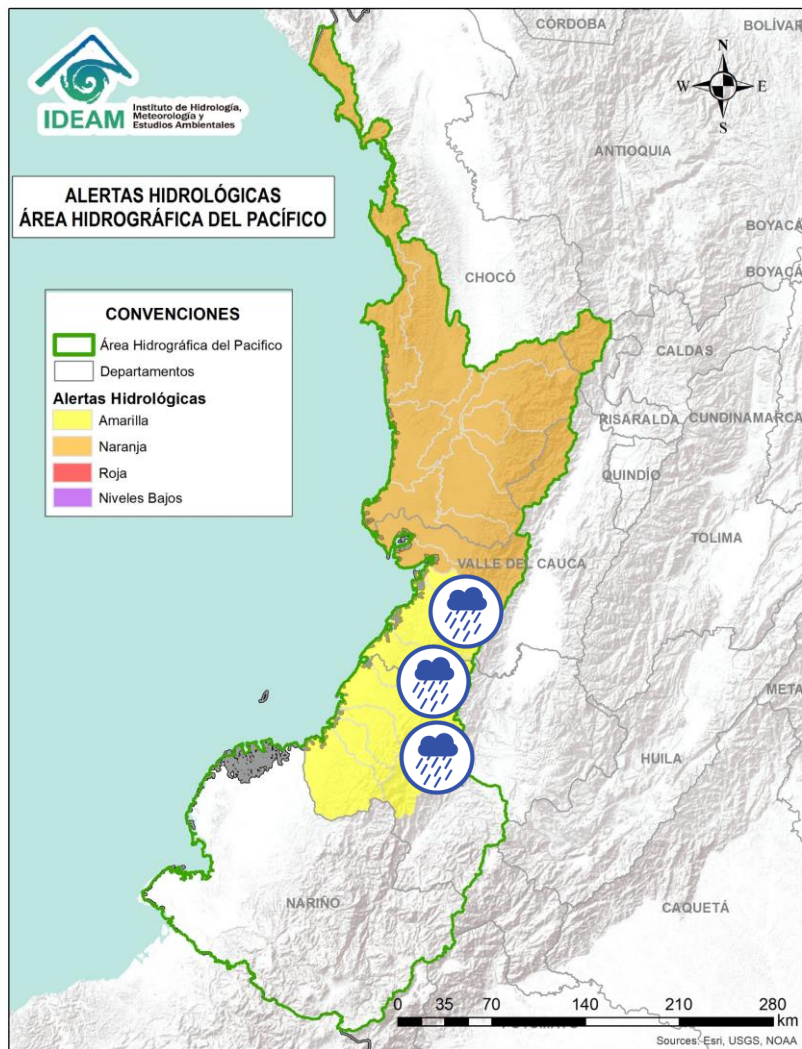 CÓRDOBA
BOLÍVAR
IDEAM
Instituto de Hidrología,
Meteorología y
Estudios Ambientales
N
W
E
S
ANTIOQUIA
ALERTAS HIDROLÓGICAS
ÁREA HIDROGRÁFICA DEL PACÍFICO
BOYACÁ
BOYACÁ
CHOCÓ
CONVENCIONES
Área Hidrográfica del Pacifico
Departamentos
Alertas Hidrológicas
Amarilla
Naranja
Roja
Niveles Bajos
CALDAS
RISARALDA
CUNDINAMARCA
QUINDÍO
TOLIMA
VALLE DEL CAUCA
META
HUILA
NARIÑO
CAQUETÁ
0 35 70 140 210 280
km
Sources: Esri, USGS, NOAA